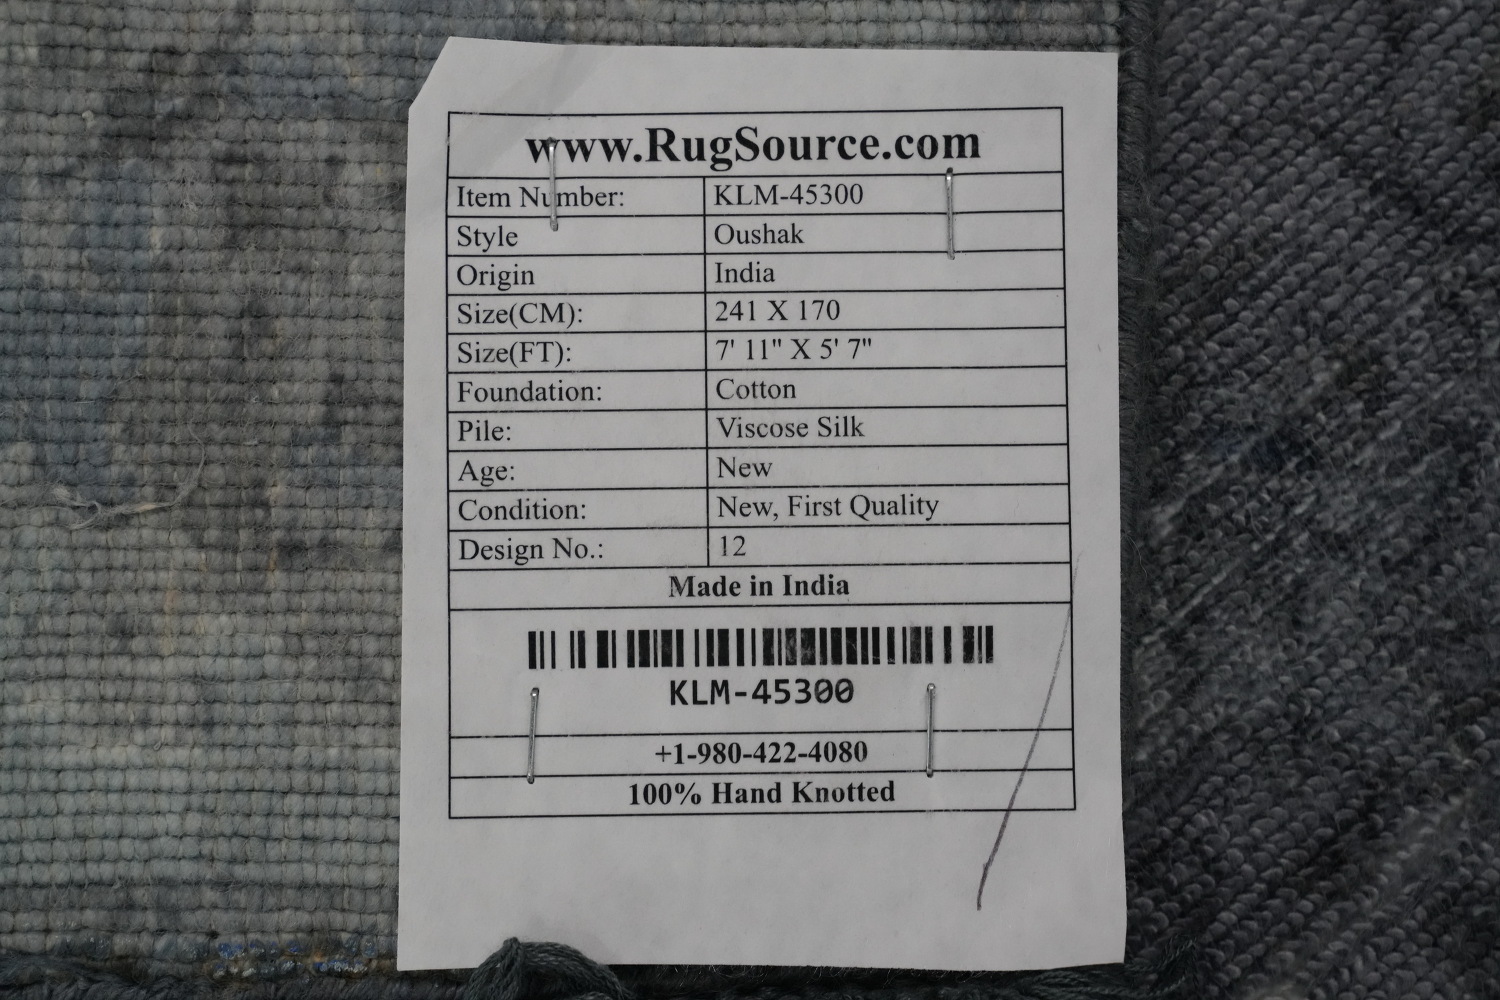 www.RugSource.com
Item Number: KLM-45300
Style Oushak
Origin India
Size(CM): 241 X 170
Size(FT): 7' 11" X 5' 7"
Foundation: Cotton
Pile: Viscose Silk
Age: New
Condition: New, First Quality
Design No.: 12
Made in India
KLM-45300
+1-980-422-4080
100% Hand Knotted